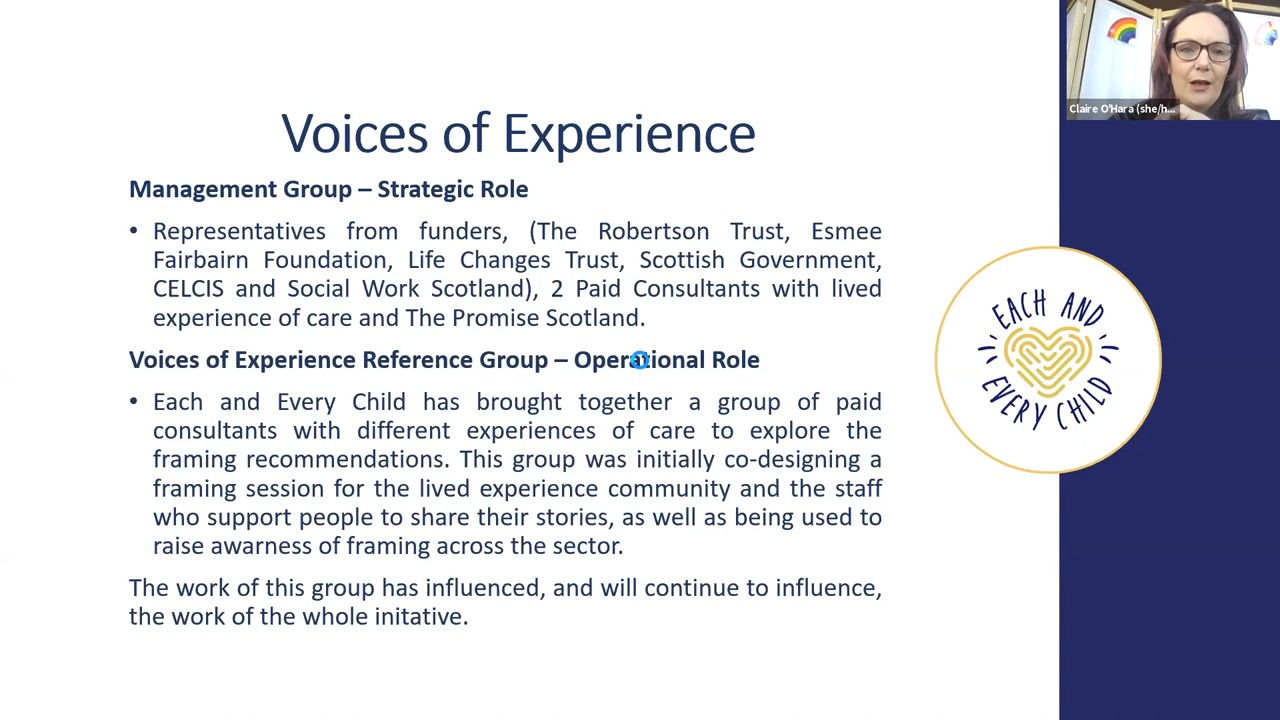 Claire O'Hara (she/h...
Voices of Experience
Management Group – Strategic Role
• Representatives from funders, (The Robertson Trust, Esmee
Fairbairn Foundation, Life Changes Trust, Scottish Government,
CELCIS and Social Work Scotland), 2 Paid Consultants with lived
experience of care and The Promise Scotland.
Voices of Experience Reference Group – Operational Role
• Each and Every Child has brought together a group of paid
consultants with different experiences of care to explore the
framing recommendations. This group was initially co-designing a
framing session for the lived experience community and the staff
who support people to share their stories, as well as being used to
raise awarness of framing across the sector.
The work of this group has influenced, and will continue to influence,
the work of the whole initative.
EACH AND
EVERY CHILD